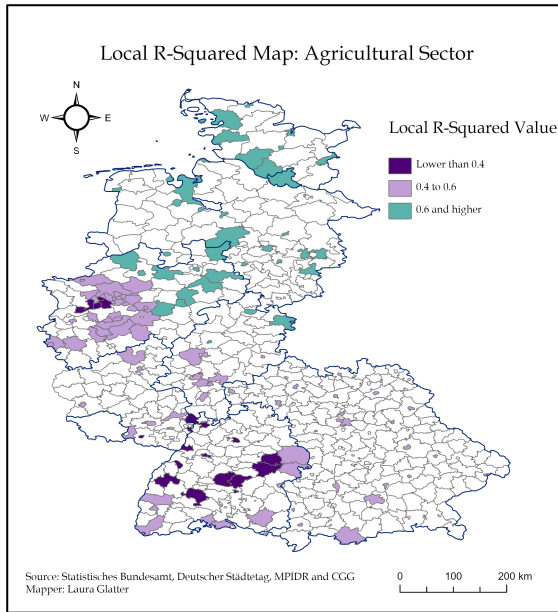 Local R-Squared Map: Agricultural Sector
N
W
E
S
Local R-Squared Value
Lower than 0.4
0.4 to 0.6
0.6 and higher
Source: Statistisches Bundesamt, Deutscher Städtetag, MPIDR and CGG
Mapper: Laura Glatter
0 100 200 km